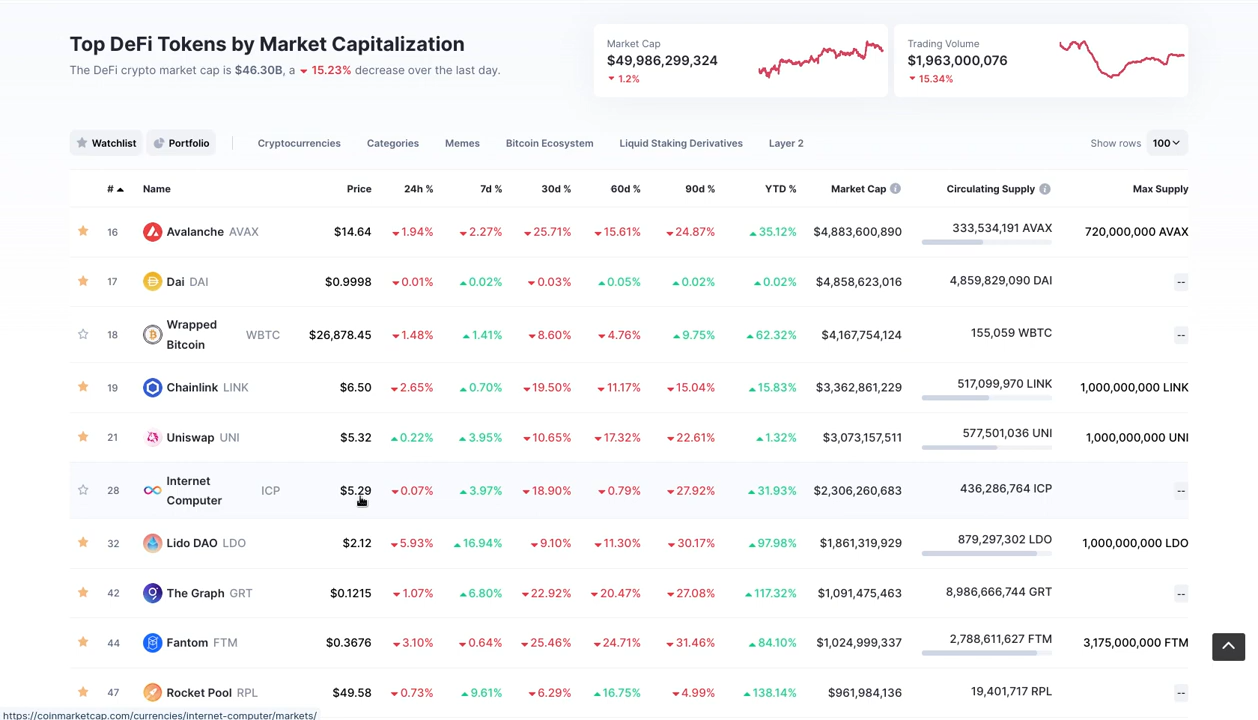 Top DeFi Tokens by Market Capitalization
The DeFi crypto market cap is $46.30B, a 15.23% decrease over the last day.
Market Cap
$49,986,299,324
1.2%
Trading Volume
$1,963,000,076
15.34%
Watchlist Portfolio Cryptocurrencies Categories Memes Bitcoin Ecosystem Liquid Staking Derivatives Layer 2 Show rows 100
# Name Price 24h % 7d % 30d % 60d % 90d % YTD % Market Cap Circulating Supply Max Supply
16 Avalanche AVAX $14.64 1.94% 2.27% 25.71% 15.61% 24.87% 35.12% $4,883,600,890 333,534,191 AVAX 720,000,000 AVAX
17 Dai DAI $0.9998 0.01% 0.02% 0.03% 0.05% 0.02% 0.02% $4,858,623,016 4,859,829,090 DAI --
18 Wrapped Bitcoin WBTC $26,878.45 1.48% 1.41% 8.60% 4.76% 9.75% 62.32% $4,167,754,124 155,059 WBTC --
19 Chainlink LINK $6.50 2.65% 0.70% 19.50% 11.17% 15.04% 15.83% $3,362,861,229 517,099,970 LINK 1,000,000,000 LINK
21 Uniswap UNI $5.32 0.22% 3.95% 10.65% 17.32% 22.61% 1.32% $3,073,157,511 577,501,036 UNI 1,000,000,000 UNI
28 Internet Computer ICP $5.29 0.07% 3.97% 18.90% 0.79% 27.92% 31.93% $2,306,260,683 436,286,764 ICP --
32 Lido DAO LDO $2.12 5.93% 16.94% 9.10% 11.30% 30.17% 97.98% $1,861,319,929 879,297,302 LDO 1,000,000,000 LDO
42 The Graph GRT $0.1215 1.07% 6.80% 22.92% 20.47% 27.08% 117.32% $1,091,475,463 8,986,666,744 GRT --
44 Fantom FTM $0.3676 3.10% 0.64% 25.46% 24.71% 31.46% 84.10% $1,024,999,337 2,788,611,627 FTM 3,175,000,000 FTM
47 Rocket Pool RPL $49.58 0.73% 9.61% 6.29% 16.75% 4.99% 138.14% $961,984,136 19,401,717 RPL --
https://coinmarketcap.com/currencies/internet-computer/markets/